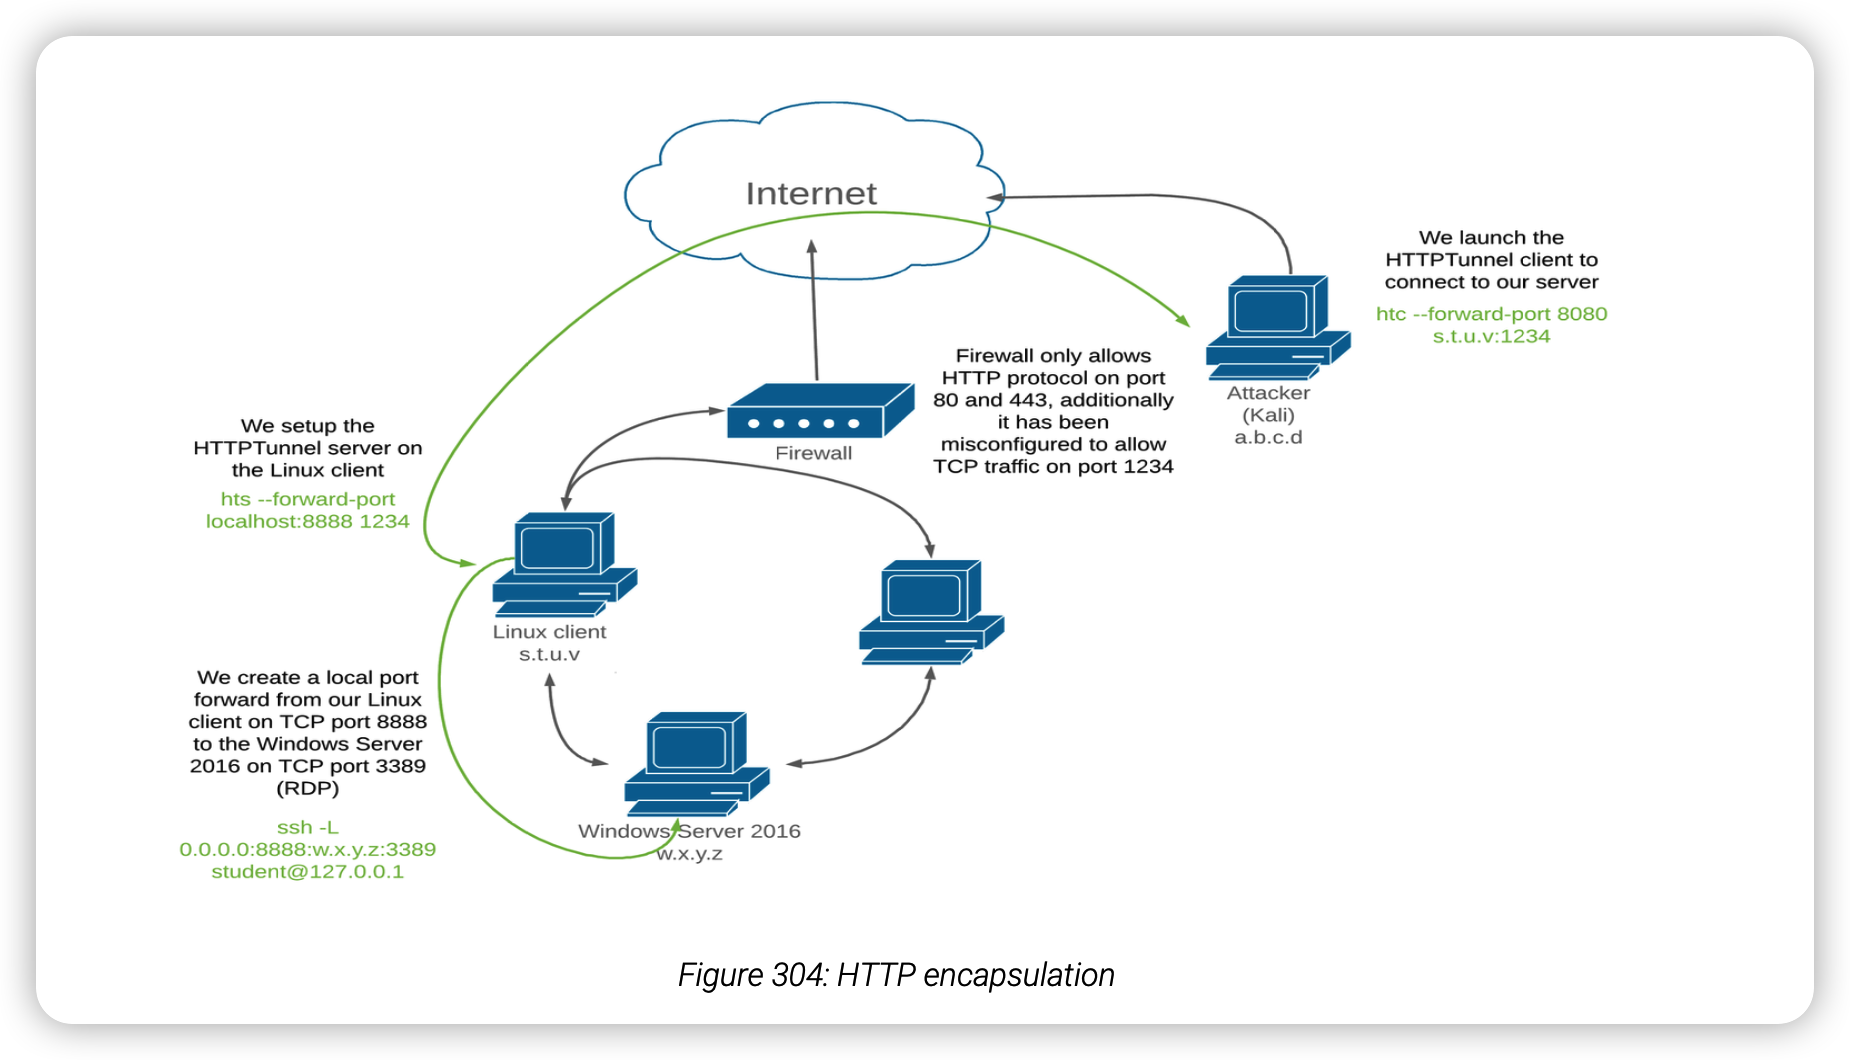 Internet
We launch the
HTTPTunnel client to
connect to our server
htc --forward-port 8080
s.t.u.v:1234
Attacker
(Kali)
a.b.c.d
Firewall only allows
HTTP protocol on port
80 and 443, additionally
it has been
misconfigured to allow
TCP traffic on port 1234
Firewall
We setup the
HTTPTunnel server on
the Linux client
hts --forward-port
localhost:8888 1234
Linux client
s.t.u.v
We create a local port
forward from our Linux
client on TCP port 8888
to the Windows Server
2016 on TCP port 3389
(RDP)
ssh -L
0.0.0.0:8888:w.x.y.z:3389
student@127.0.0.1
Windows Server 2016
w.x.y.z
Figure 304: HTTP encapsulation